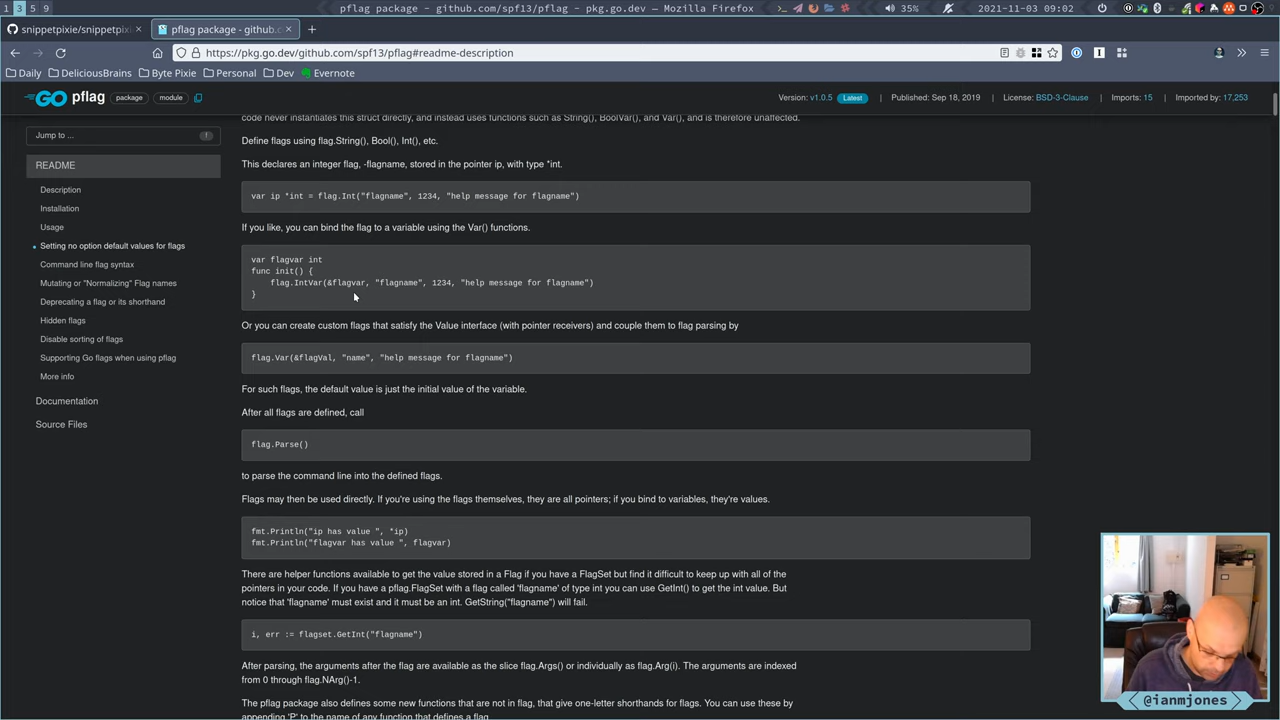 1 3 5 9
pflag package - github.com/spf13/pflag - pkg.go.dev — Mozilla Firefox
35%
2021-11-03 09:02
snippetpixie/snippetpixi
pflag package - github.c
https://pkg.go.dev/github.com/spf13/pflag#readme-description
Daily
DeliciousBrains
Byte Pixie
Personal
Dev
Evernote
GO pflag package module
Version: v1.0.5 Latest | Published: Sep 18, 2019 | License: BSD-3-Clause | Imports: 15 | Imported by: 17,253
Jump to ...
f
README
Description
Installation
Usage
Setting no option default values for flags
Command line flag syntax
Mutating or "Normalizing" Flag names
Deprecating a flag or its shorthand
Hidden flags
Disable sorting of flags
Supporting Go flags when using pflag
More info
Documentation
Source Files
code never instantiates this struct directly, and instead uses functions such as String(), BoolVar(), and Var(), and is therefore unaffected.
Define flags using flag.String(), Bool(), Int(), etc.
This declares an integer flag, -flagname, stored in the pointer ip, with type *int.
var ip *int = flag.Int("flagname", 1234, "help message for flagname")
If you like, you can bind the flag to a variable using the Var() functions.
var flagvar int
func init() {
flag.IntVar(&flagvar, "flagname", 1234, "help message for flagname")
}
Or you can create custom flags that satisfy the Value interface (with pointer receivers) and couple them to flag parsing by
flag.Var(&flagVal, "name", "help message for flagname")
For such flags, the default value is just the initial value of the variable.
After all flags are defined, call
flag.Parse()
to parse the command line into the defined flags.
Flags may then be used directly. If you're using the flags themselves, they are all pointers; if you bind to variables, they're values.
fmt.Println("ip has value ", *ip)
fmt.Println("flagvar has value ", flagvar)
There are helper functions available to get the value stored in a Flag if you have a FlagSet but find it difficult to keep up with all of the
pointers in your code. If you have a pflag.FlagSet with a flag called 'flagname' of type int you can use GetInt() to get the int value. But
notice that 'flagname' must exist and it must be an int. GetString("flagname") will fail.
i, err := flagset.GetInt("flagname")
After parsing, the arguments after the flag are available as the slice flag.Args() or individually as flag.Arg(i). The arguments are indexed
from 0 through flag.NArg()-1.
The pflag package also defines some new functions that are not in flag, that give one-letter shorthands for flags. You can use these by
appending 'P' to the name of any function that defines a flag.
@ianmjones